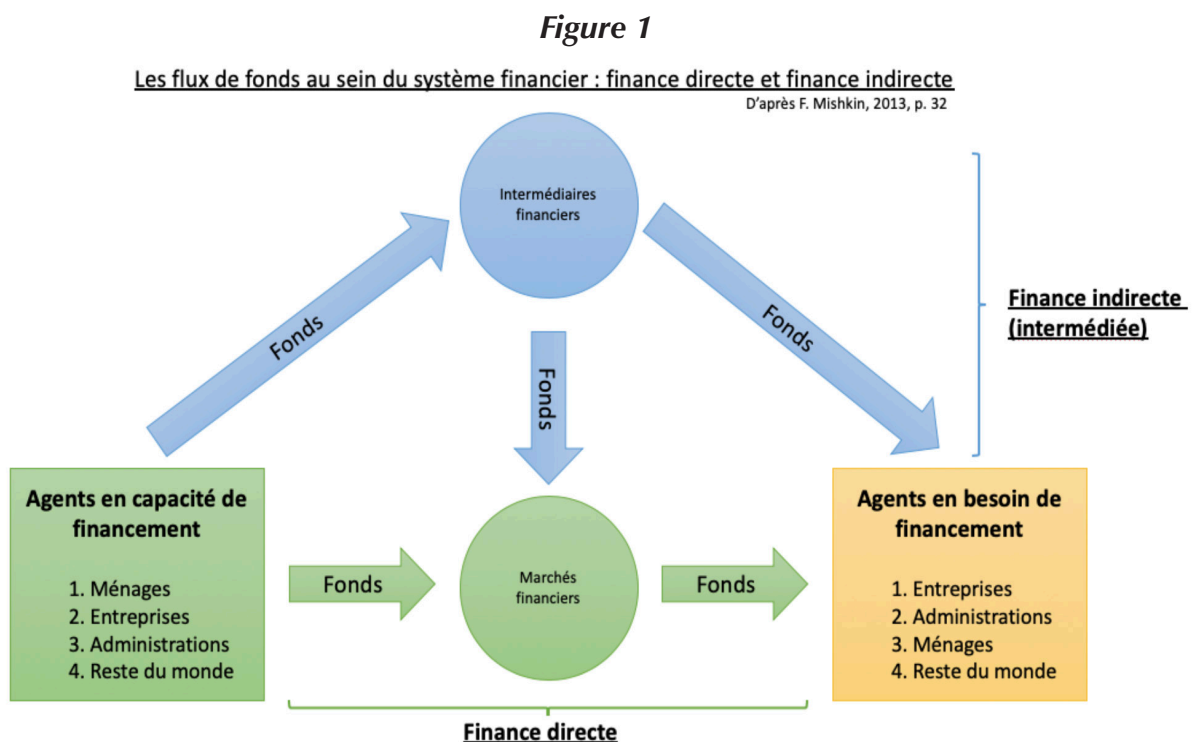 Figure 1
Les flux de fonds au sein du système financier : finance directe et finance indirecte
D'après F. Mishkin, 2013, p. 32
Intermédiaires
financiers
Fonds
Fonds
Fonds
Finance indirecte
(intermédiée)
Agents en capacité de
financement
1. Ménages
2. Entreprises
3. Administrations
4. Reste du monde
Fonds
Marchés
financiers
Fonds
Agents en besoin de
financement
1. Entreprises
2. Administrations
3. Ménages
4. Reste du monde
Finance directe